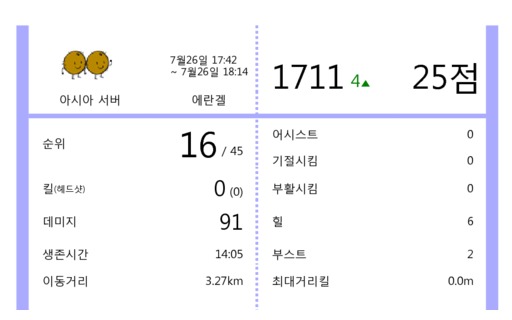 7월26일 17:42
~ 7월26일 18:14
아시아 서버 에란겔
1711 4▲ 25점
순위 16 / 45
킬(헤드샷) 0 (0)
데미지 91
생존시간 14:05
이동거리 3.27km
어시스트 0
기절시킴 0
부활시킴 0
힐 6
부스트 2
최대거리킬 0.0m